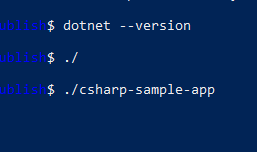 $ dotnet --version
$ ./
$ ./csharp-sample-app